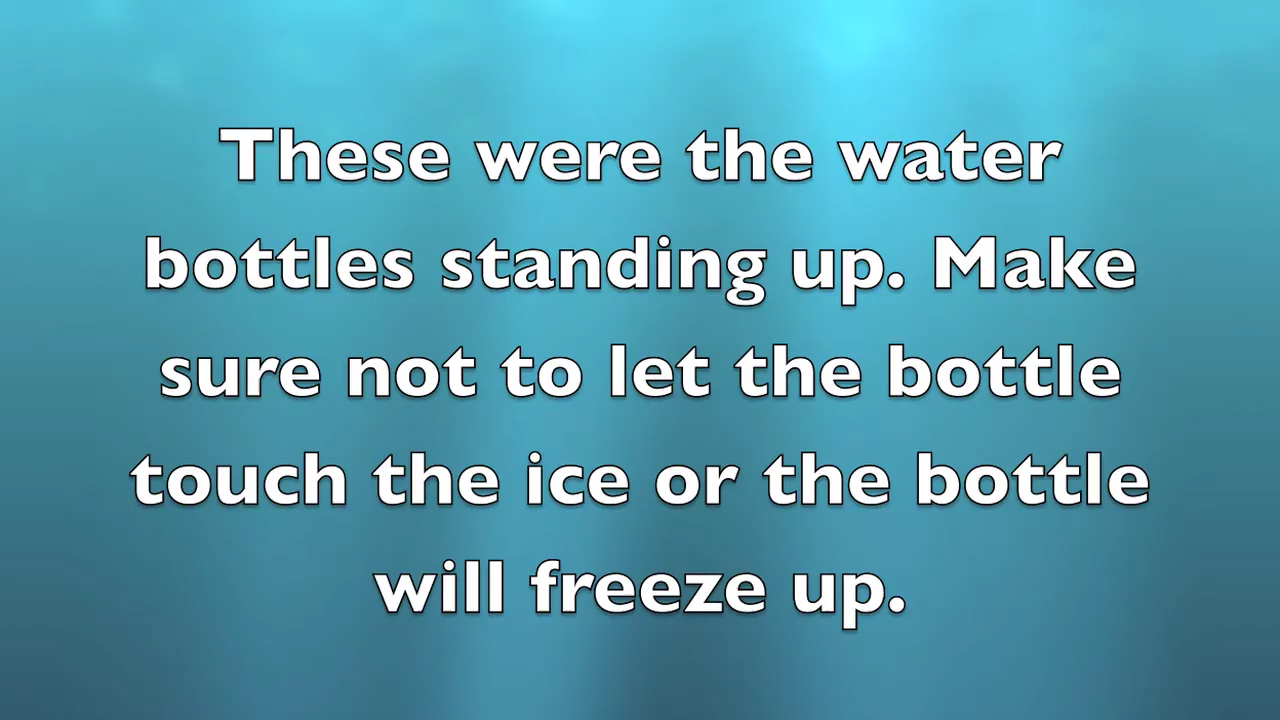 These were the water
bottles standing up. Make
sure not to let the bottle
touch the ice or the bottle
will freeze up.